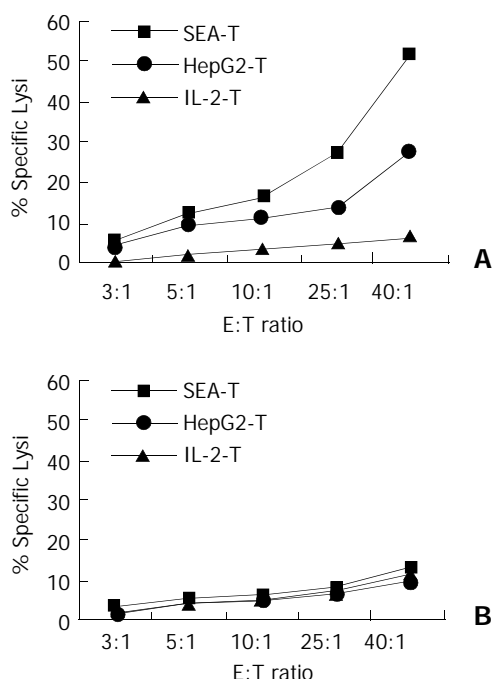 60
50
40
30
20
10
0
% Specific Lysi
SEA-T
HepG2-T
IL-2-T
3:1 5:1 10:1 25:1 40:1
E:T ratio
A
60
50
40
30
20
10
0
% Specific Lysi
SEA-T
HepG2-T
IL-2-T
3:1 5:1 10:1 25:1 40:1
E:T ratio
B